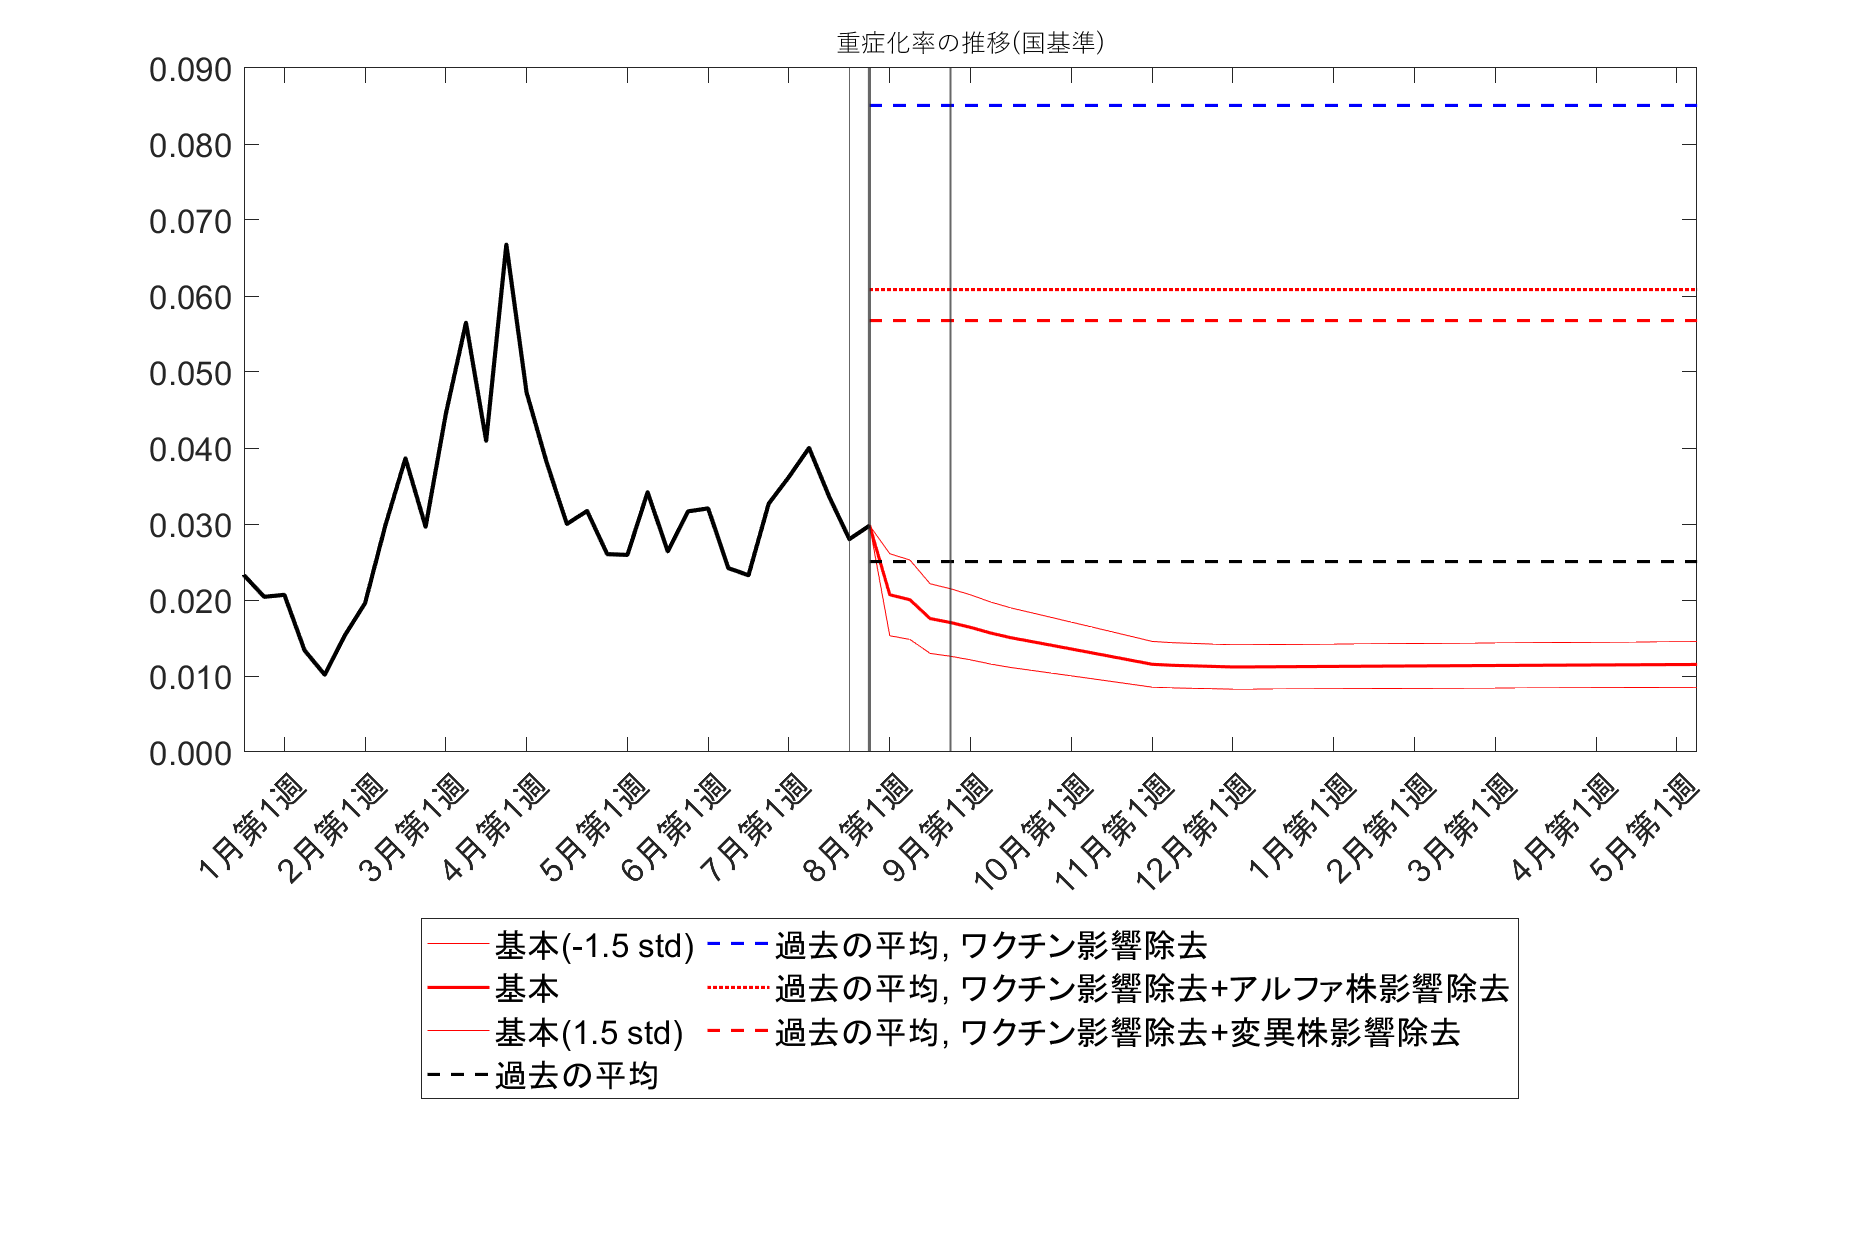 重症化率の推移(国基準)
0.090
0.080
0.070
0.060
0.050
0.040
0.030
0.020
0.010
0.000
1月第1週
2月第1週
3月第1週
4月第1週
5月第1週
6月第1週
7月第1週
8月第1週
9月第1週
10月第1週
11月第1週
12月第1週
1月第1週
2月第1週
3月第1週
4月第1週
5月第1週
基本(-1.5 std)
基本
基本(1.5 std)
過去の平均
過去の平均, ワクチン影響除去
過去の平均, ワクチン影響除去+アルファ株影響除去
過去の平均, ワクチン影響除去+変異株影響除去